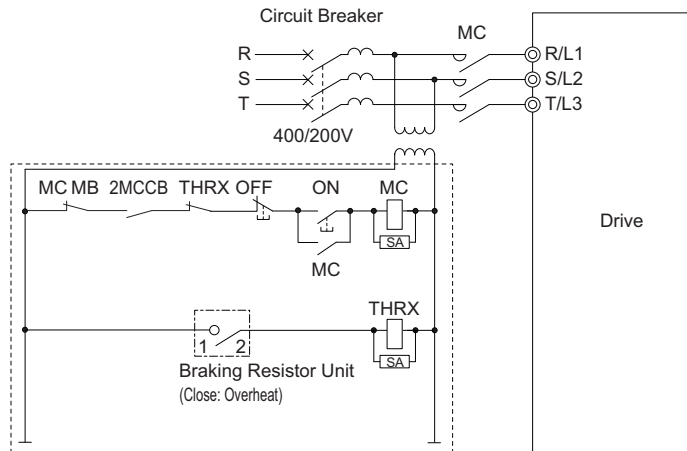 Circuit Breaker
MC
R
R/L1
S
S/L2
T
T/L3
400/200V
MC MB 2MCCB THRX OFF ON MC
SA
MC
Drive
THRX
1 2
SA
Braking Resistor Unit
(Close: Overheat)